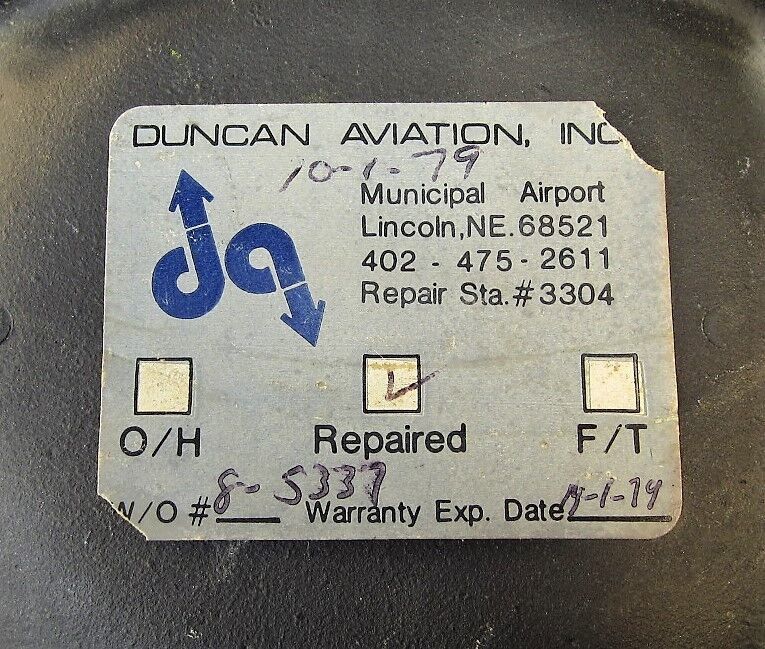 DUNCAN AVIATION, INC
10-1-79
Municipal Airport
Lincoln, NE. 68521
402 - 475 - 2611
Repair Sta. # 3304
da
O/H Repaired F/T
W/O # 8-5337 Warranty Exp. Date